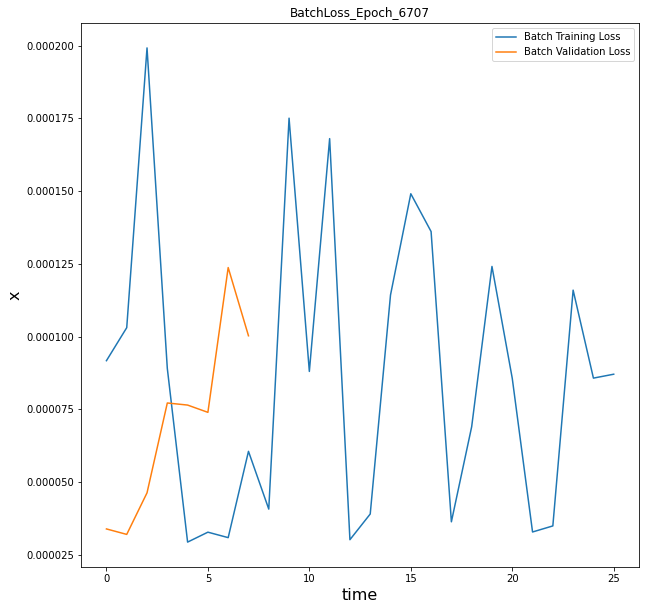 BatchLoss_Epoch_6707
Batch Training Loss
Batch Validation Loss
0.000200
0.000175
0.000150
0.000125
0.000100
0.000075
0.000050
0.000025
x
0 5 10 15 20 25
time